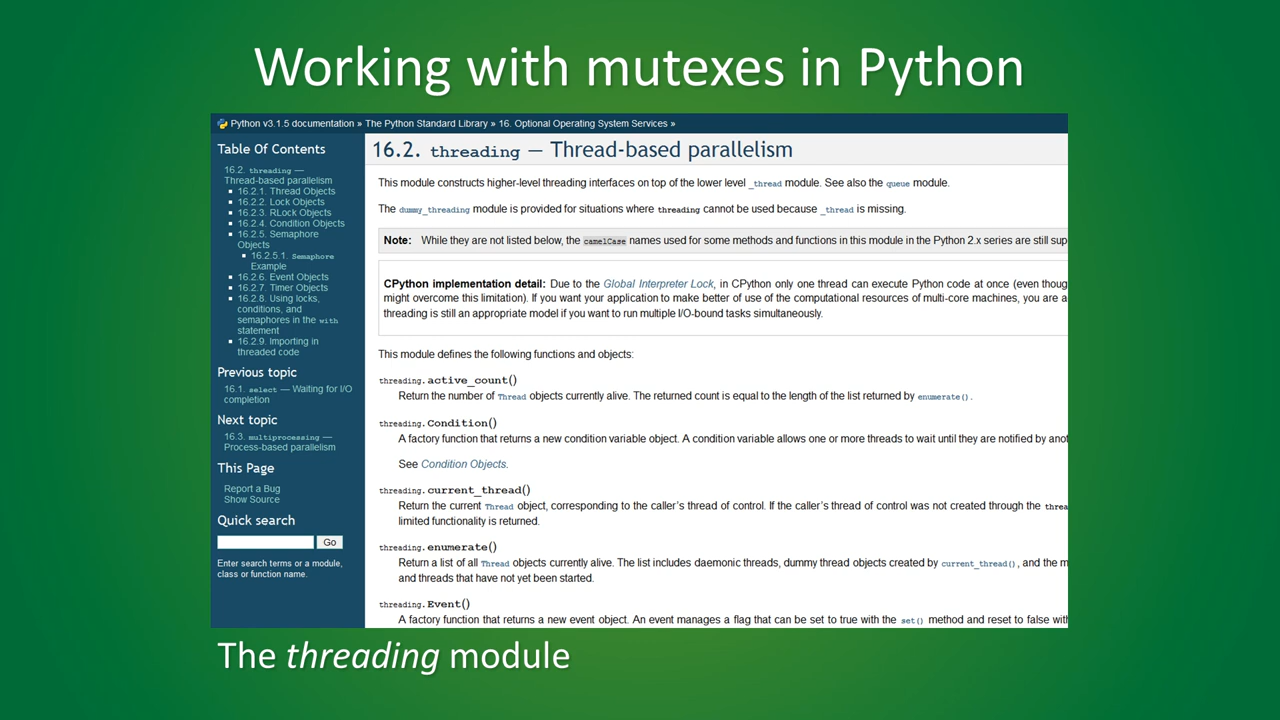 Working with mutexes in Python
Python v3.1.5 documentation » The Python Standard Library » 16. Optional Operating System Services »
Table Of Contents
16.2. threading —
Thread-based parallelism
16.2.1. Thread Objects
16.2.2. Lock Objects
16.2.3. RLock Objects
16.2.4. Condition Objects
16.2.5. Semaphore
Objects
16.2.5.1. Semaphore
Example
16.2.6. Event Objects
16.2.7. Timer Objects
16.2.8. Using locks,
conditions, and
semaphores in the with
statement
16.2.9. Importing in
threaded code
Previous topic
16.1. select — Waiting for I/O
completion
Next topic
16.3. multiprocessing —
Process-based parallelism
This Page
Report a Bug
Show Source
Quick search
Go
Enter search terms or a module,
class or function name.
16.2. threading — Thread-based parallelism
This module constructs higher-level threading interfaces on top of the lower level _thread module. See also the queue module.
The dummy_threading module is provided for situations where threading cannot be used because _thread is missing.
Note: While they are not listed below, the camelCase names used for some methods and functions in this module in the Python 2.x series are still sup
CPython implementation detail: Due to the Global Interpreter Lock, in CPython only one thread can execute Python code at once (even thoug
might overcome this limitation). If you want your application to make better of use of the computational resources of multi-core machines, you are a
threading is still an appropriate model if you want to run multiple I/O-bound tasks simultaneously.
This module defines the following functions and objects:
threading.active_count()
Return the number of Thread objects currently alive. The returned count is equal to the length of the list returned by enumerate().
threading.Condition()
A factory function that returns a new condition variable object. A condition variable allows one or more threads to wait until they are notified by anot
See Condition Objects.
threading.current_thread()
Return the current Thread object, corresponding to the caller's thread of control. If the caller's thread of control was not created through the threa
limited functionality is returned.
threading.enumerate()
Return a list of all Thread objects currently alive. The list includes daemonic threads, dummy thread objects created by current_thread(), and the m
and threads that have not yet been started.
threading.Event()
A factory function that returns a new event object. An event manages a flag that can be set to true with the set() method and reset to false with
The threading module